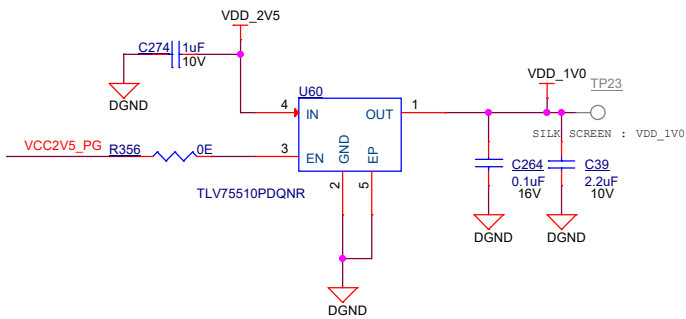 VDD_2V5
C274 1uF
10V
DGND
U60
VDD_1V0
TP23
4 IN OUT 1
SILK SCREEN : VDD_1V0
VCC2V5_PG R356 0E 3 EN
GND EP
C264
0.1uF
16V
C39
2.2uF
10V
TLV75510PDQNR
2 5
DGND DGND
DGND